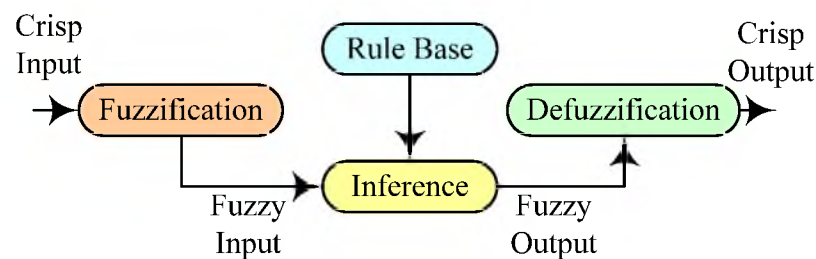 Crisp
Input
Fuzzification
Rule Base
Crisp
Output
Defuzzification
Inference
Fuzzy
Input
Fuzzy
Output